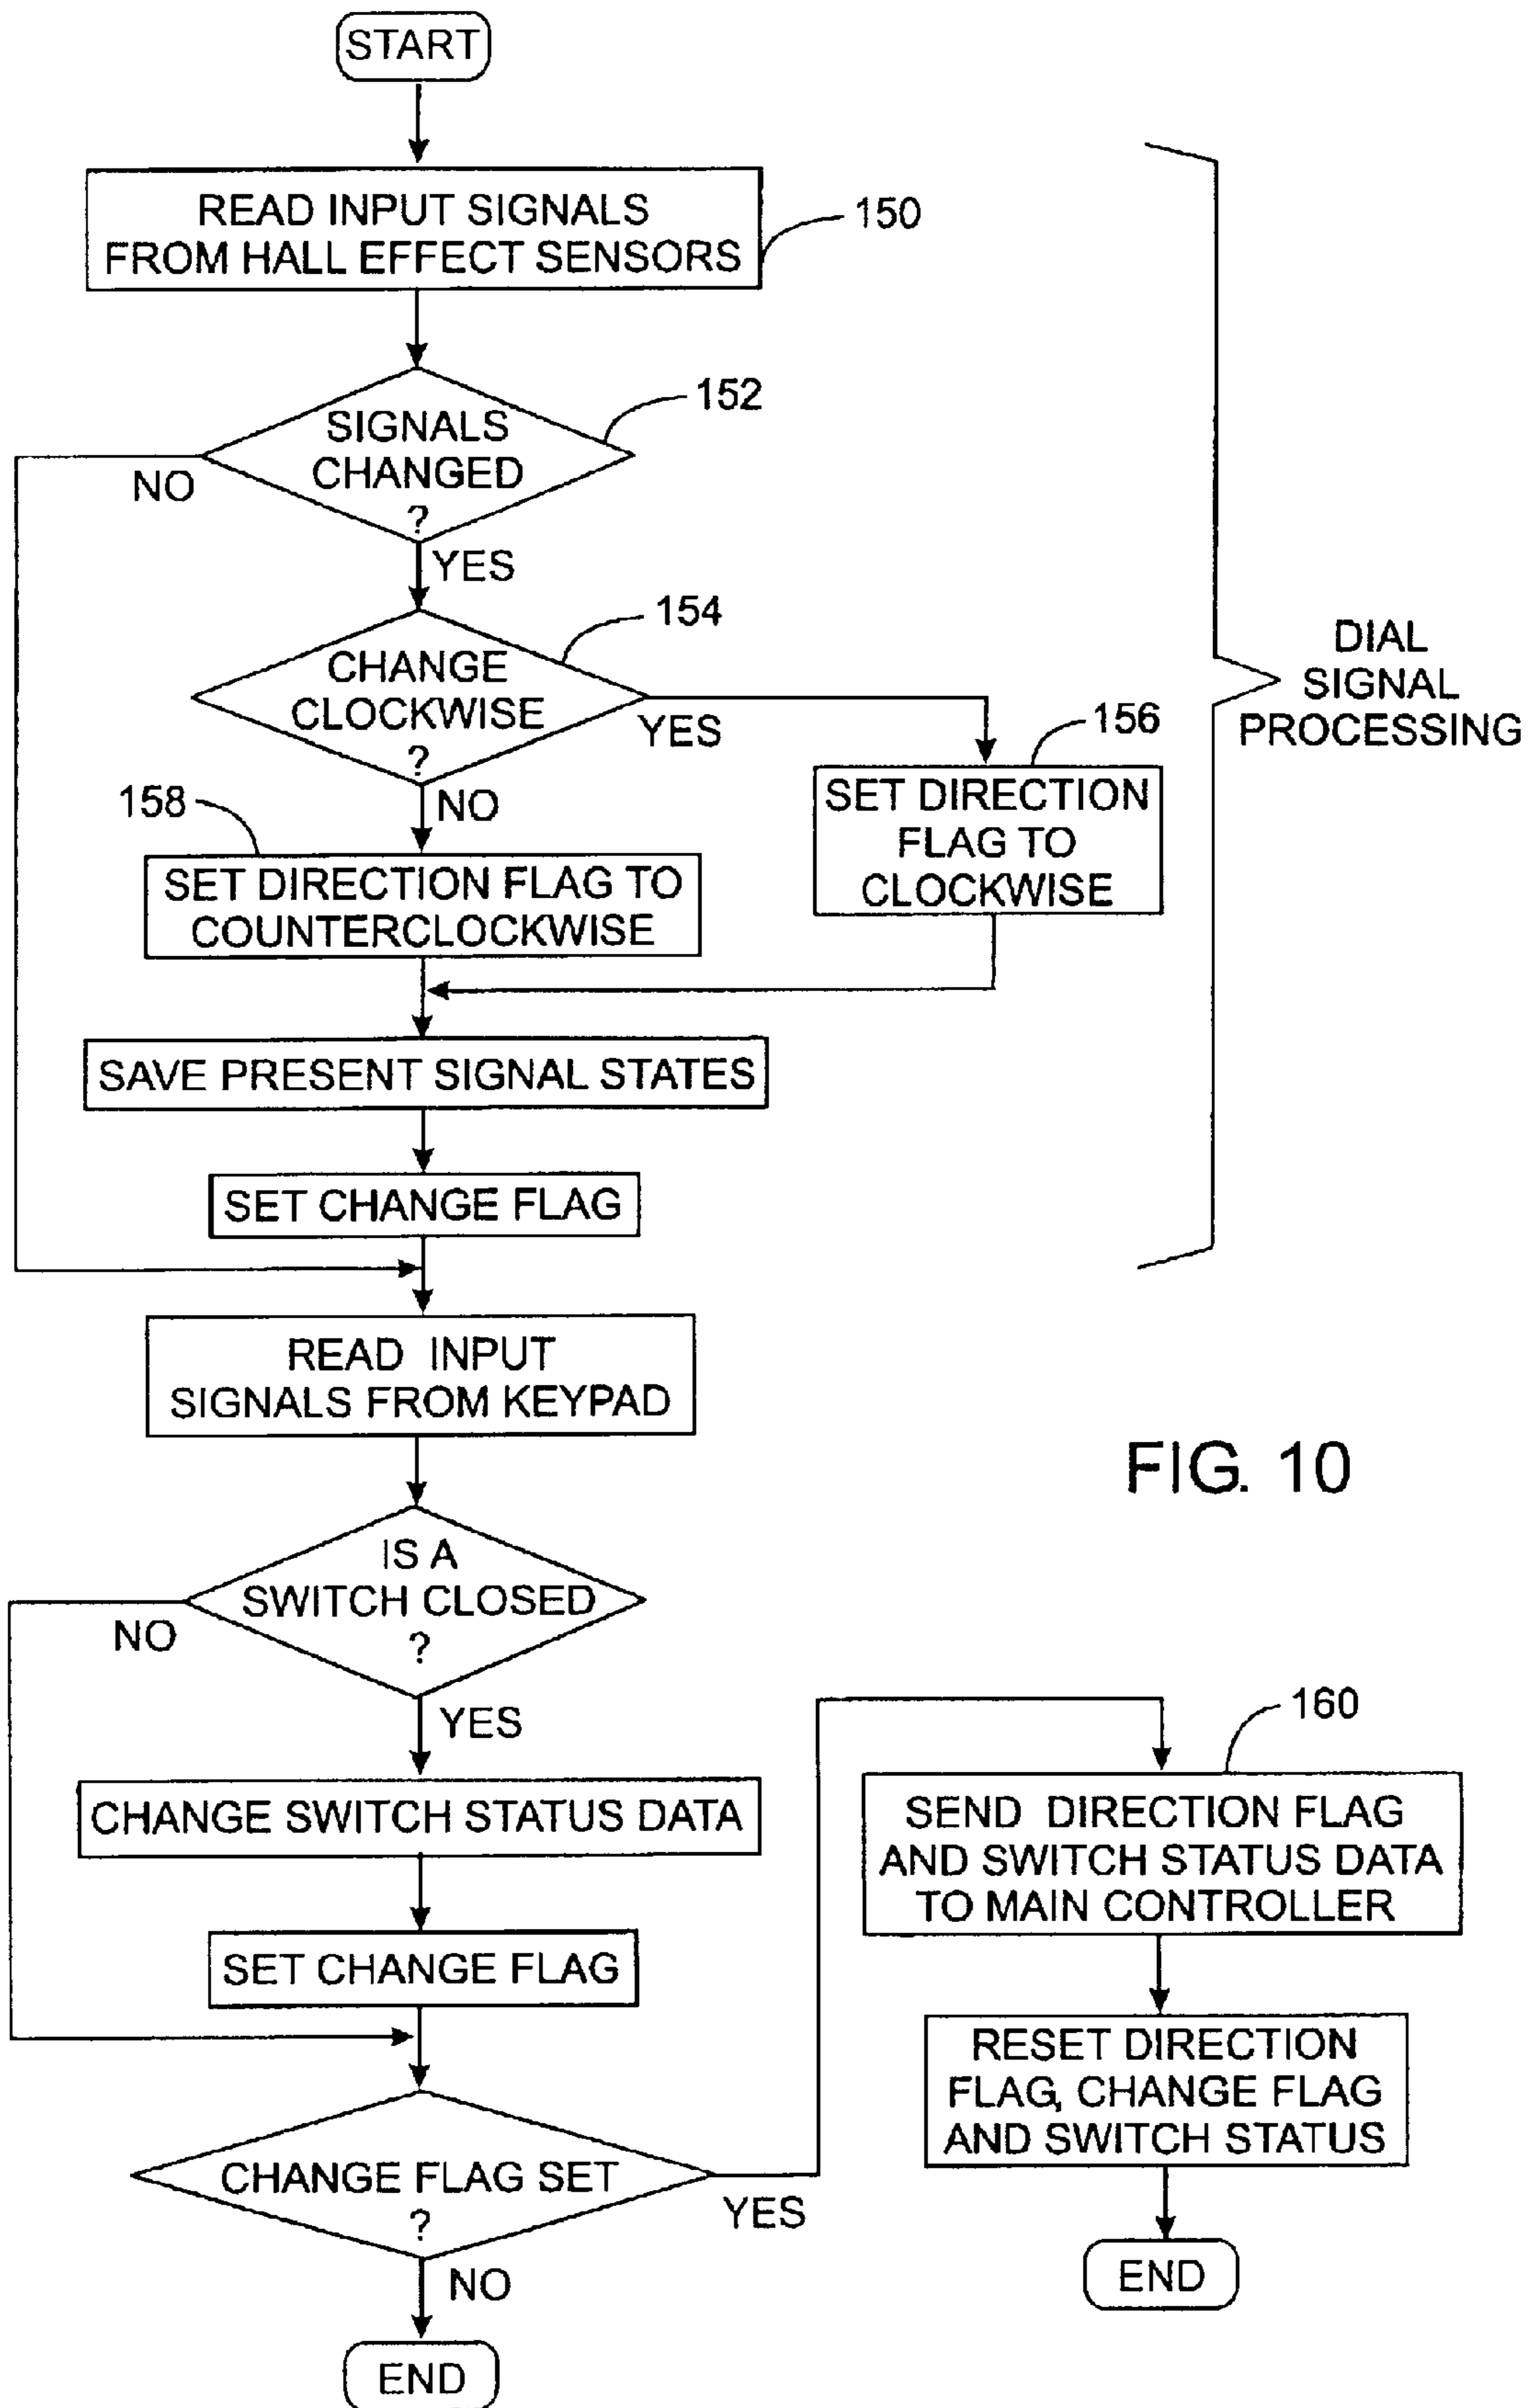 START
READ INPUT SIGNALS
FROM HALL EFFECT SENSORS
150
SIGNALS
CHANGED
?
152
NO
YES
CHANGE
CLOCKWISE
?
154
YES
NO
156
SET DIRECTION
FLAG TO
CLOCKWISE
158
SET DIRECTION FLAG TO
COUNTERCLOCKWISE
DIAL
SIGNAL
PROCESSING
SAVE PRESENT SIGNAL STATES
SET CHANGE FLAG
READ INPUT
SIGNALS FROM KEYPAD
FIG. 10
IS A
SWITCH CLOSED
?
NO
YES
CHANGE SWITCH STATUS DATA
SET CHANGE FLAG
CHANGE FLAG SET
?
YES
NO
END
160
SEND DIRECTION FLAG
AND SWITCH STATUS DATA
TO MAIN CONTROLLER
RESET DIRECTION
FLAG, CHANGE FLAG
AND SWITCH STATUS
END